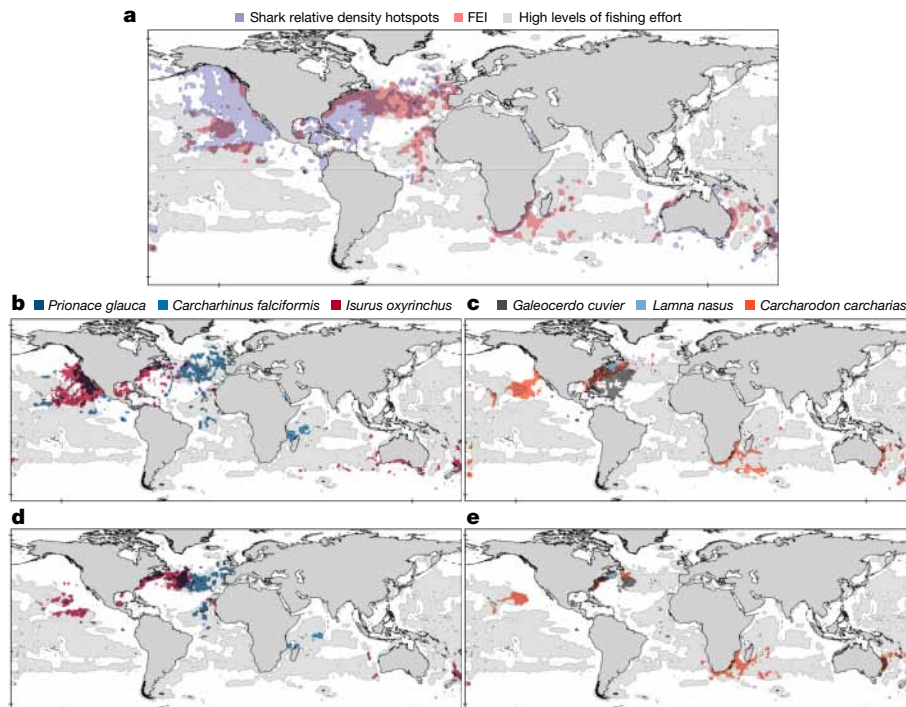 a
Shark relative density hotspots FEI High levels of fishing effort
b Prionace glauca Carcharhinus falciformis Isurus oxyrinchus
c Galeocerdo cuvier Lamna nasus Carcharodon carcharias
d
e